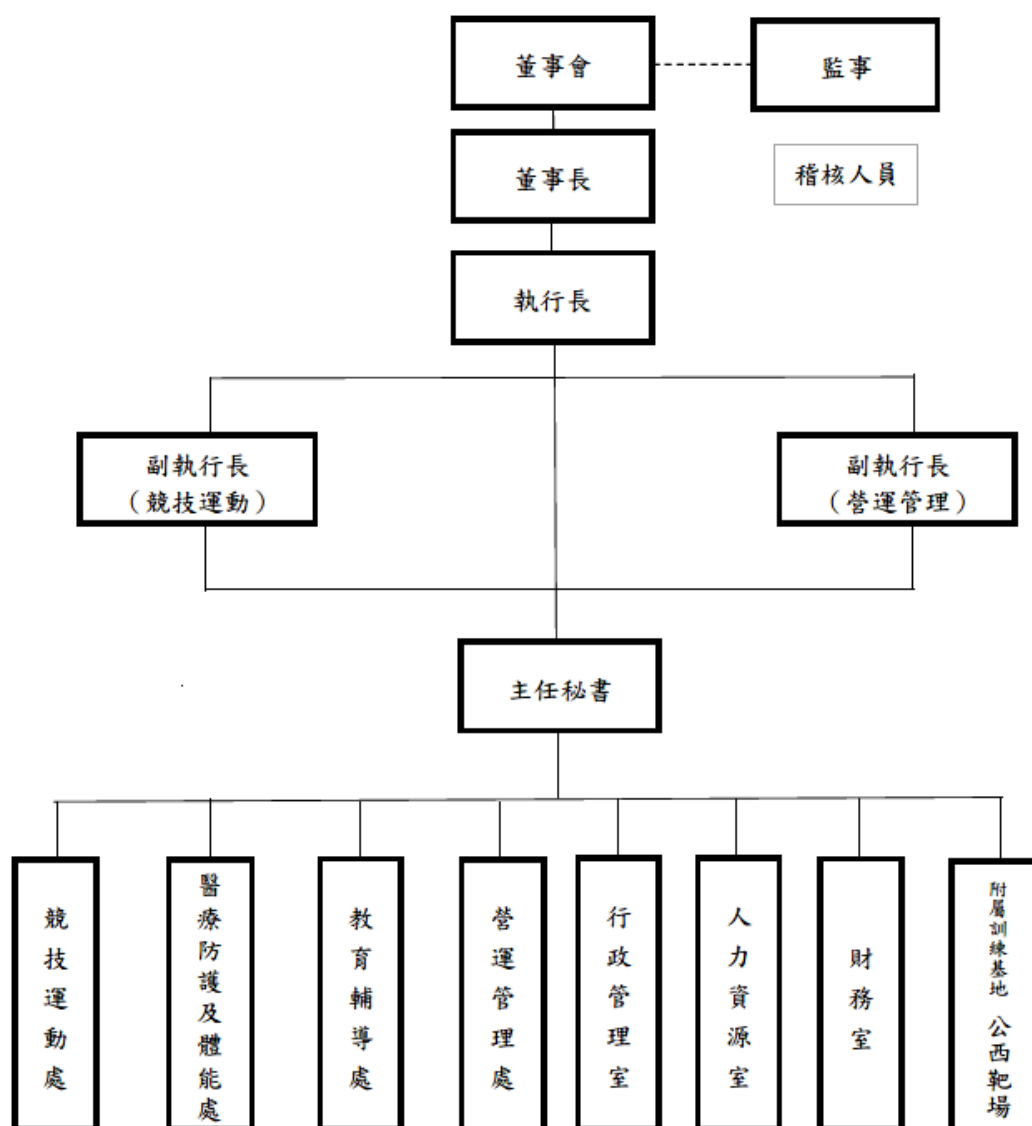 董事會
監事
董事長
稽核人員
執行長
副執行長
（競技運動）
副執行長
（營運管理）
主任秘書
競技運動處
醫療防護及體能處
教育輔導處
營運管理處
行政管理室
人力資源室
財務室
附屬訓練基地 公西靶場